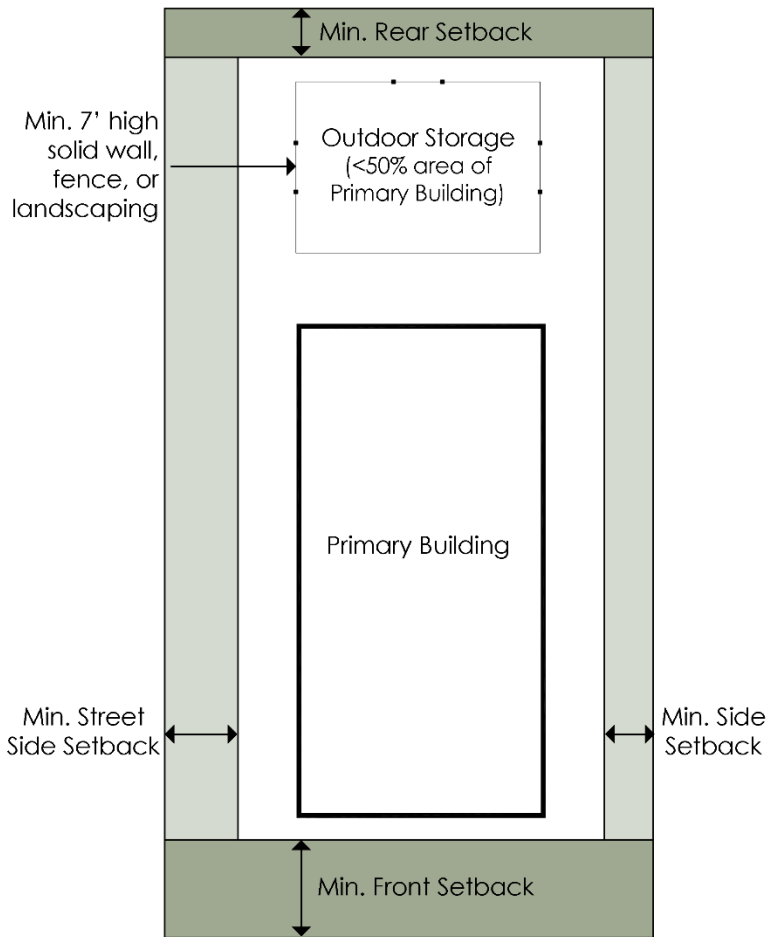 Min. Rear Setback
Min. 7’ high
solid wall,
fence, or
landscaping
Outdoor Storage
(<50% area of
Primary Building)
Primary Building
Min. Street
Side Setback
Min. Side
Setback
Min. Front Setback